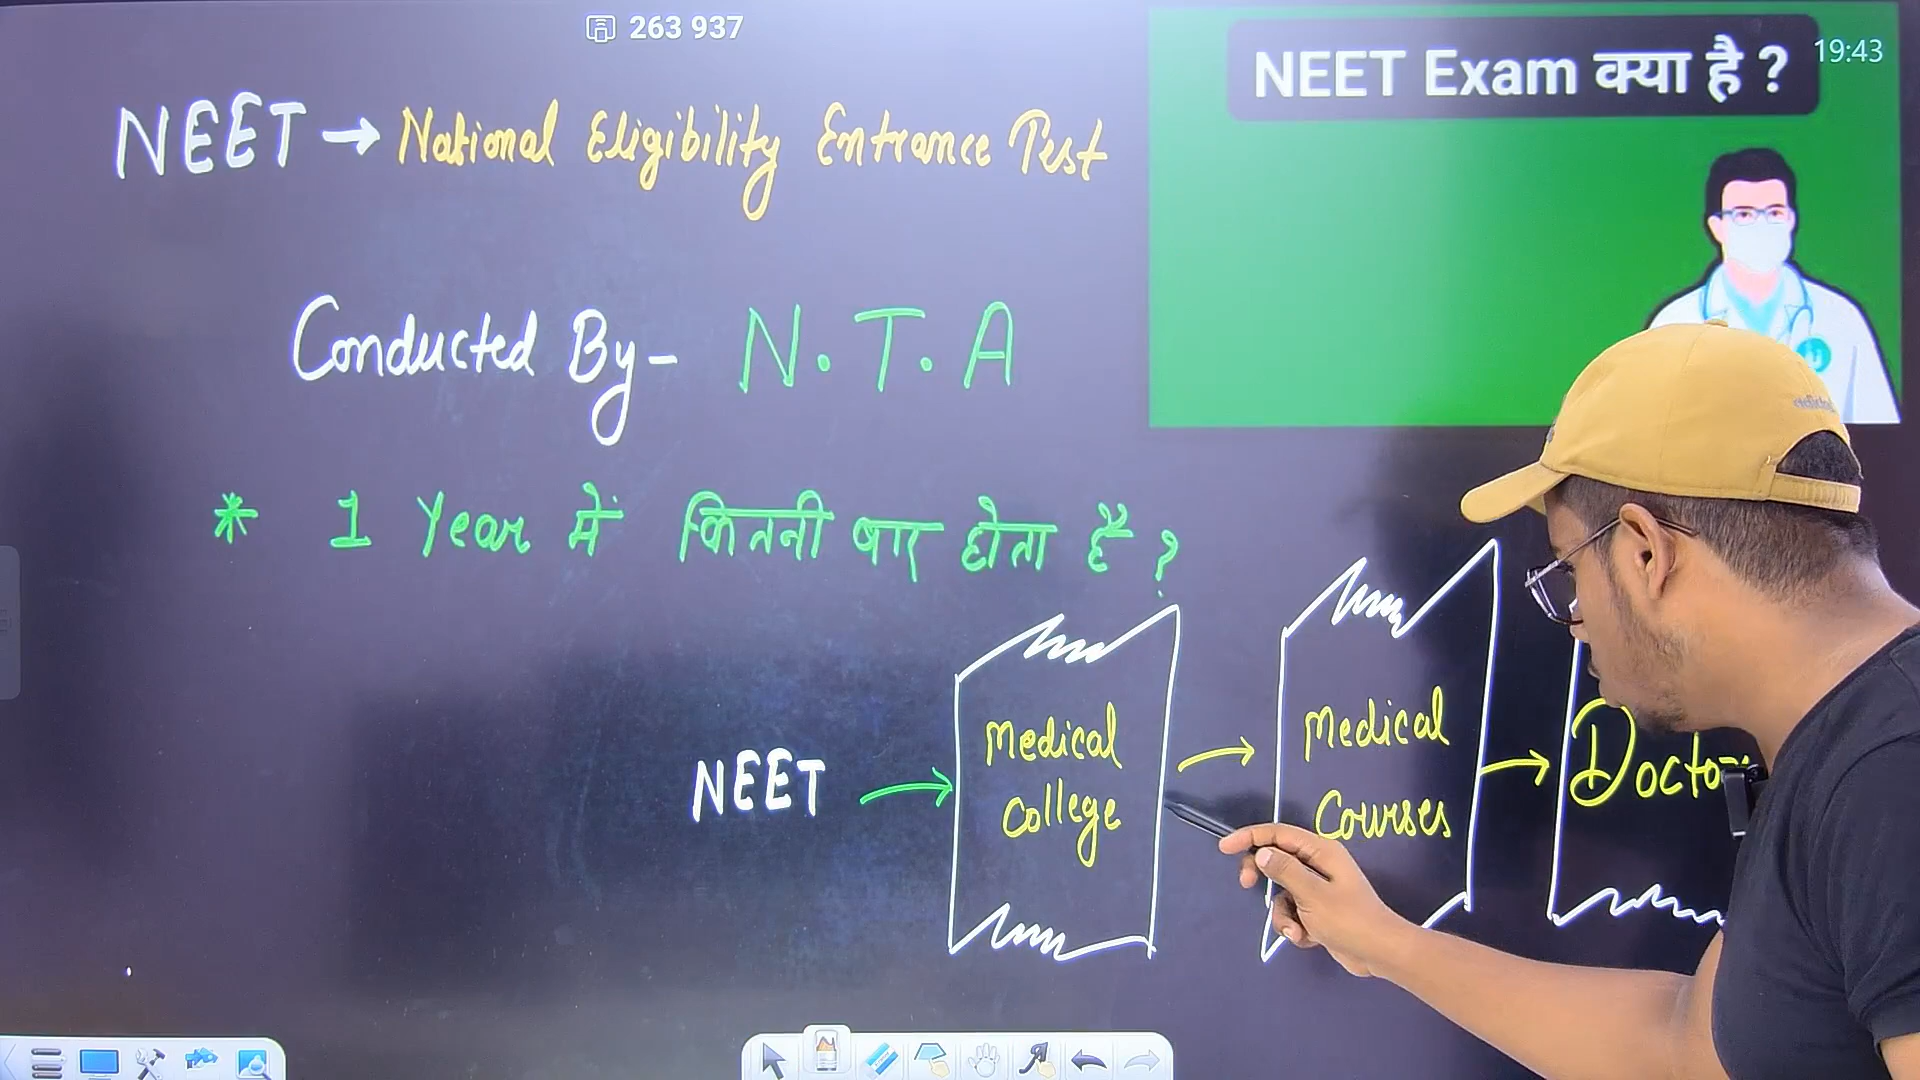 263 937
NEET Exam क्या है ?
19:43
NEET → National Eligibility Entrance Test
Conducted By - N.T.A
* 1 Year में कितनी बार होता है ?
NEET → Medical College → Medical Courses → Doctor